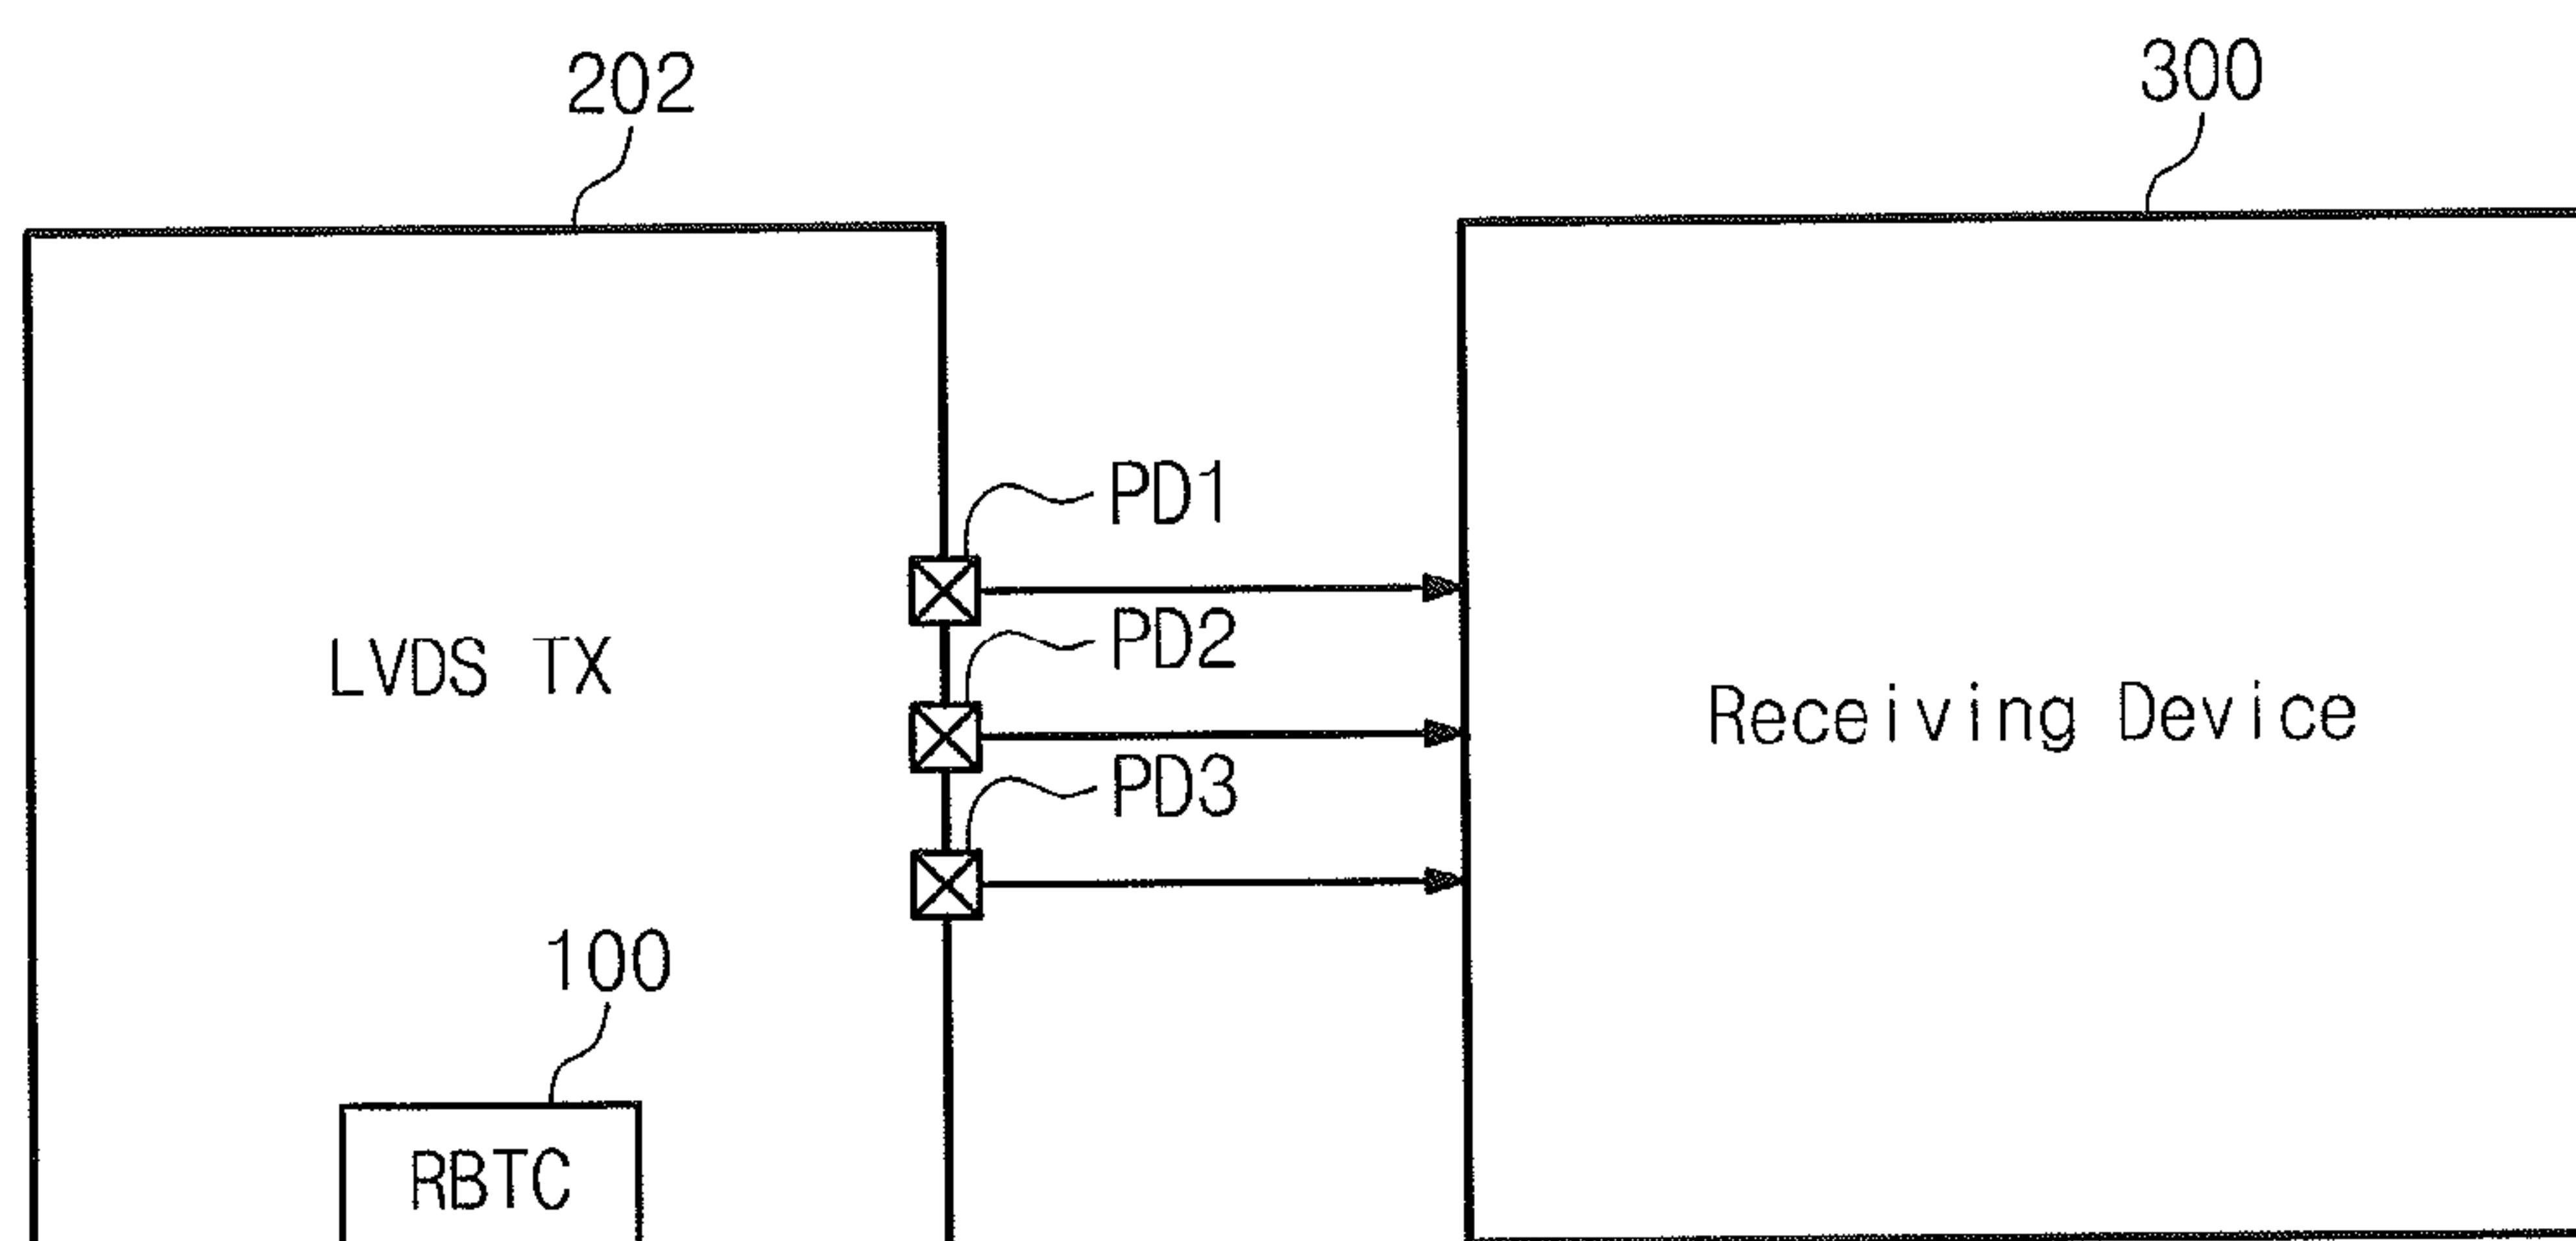 202
300
PD1
PD2
LVDS TX
Receiving Device
PD3
100
RBTC